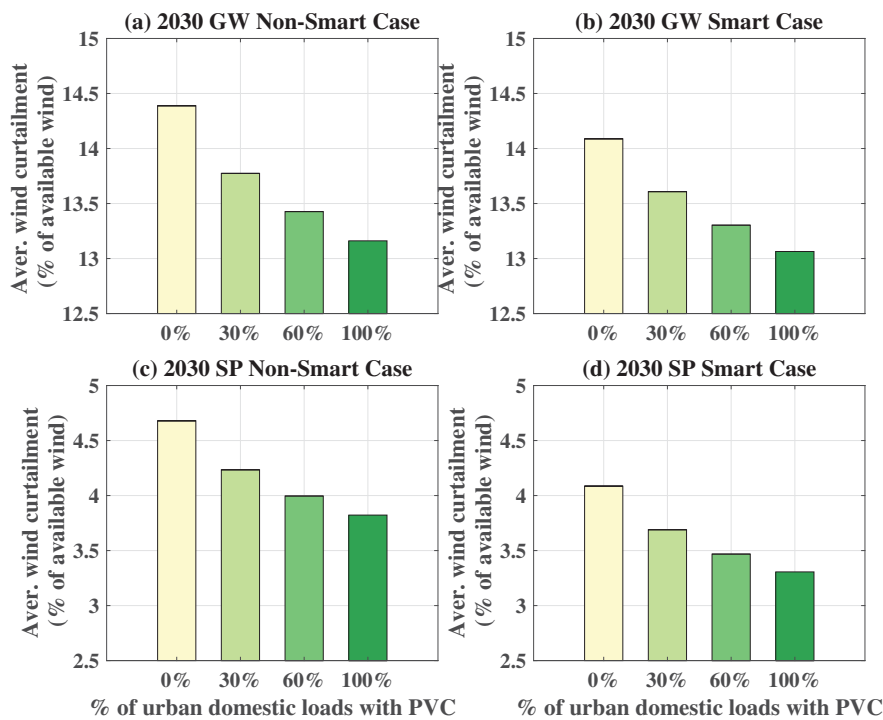 (a) 2030 GW Non-Smart Case
Aver. wind curtailment
(% of available wind)
15
14.5
14
13.5
13
12.5
0% 30% 60% 100%
(b) 2030 GW Smart Case
Aver. wind curtailment
(% of available wind)
15
14.5
14
13.5
13
12.5
0% 30% 60% 100%
(c) 2030 SP Non-Smart Case
Aver. wind curtailment
(% of available wind)
5
4.5
4
3.5
3
2.5
0% 30% 60% 100%
(d) 2030 SP Smart Case
Aver. wind curtailment
(% of available wind)
5
4.5
4
3.5
3
2.5
0% 30% 60% 100%
% of urban domestic loads with PVC % of urban domestic loads with PVC